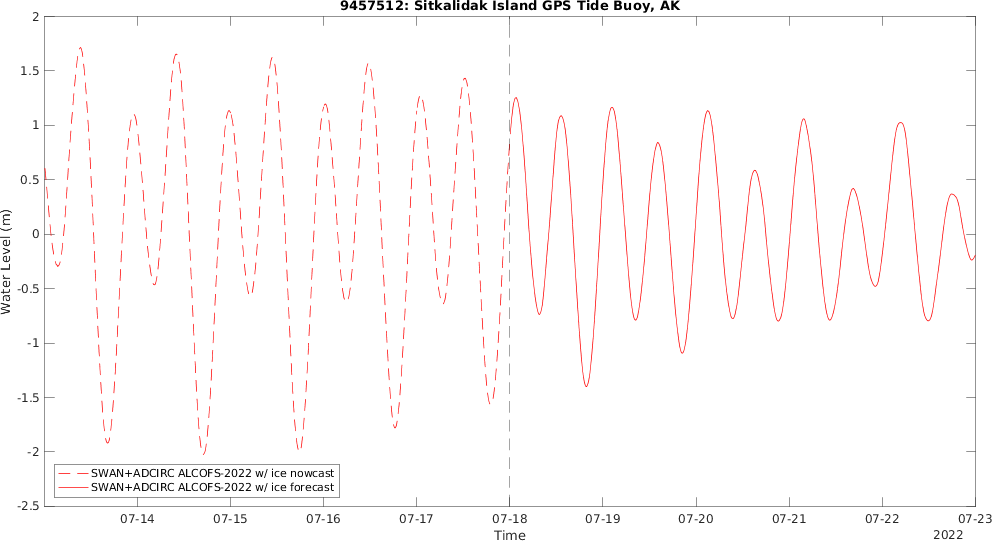 9457512: Sitkalidak Island GPS Tide Buoy, AK
2
1.5
1
0.5
0
-0.5
-1
-1.5
-2
-2.5
Water Level (m)
SWAN+ADCIRC ALCOFS-2022 w/ ice nowcast
SWAN+ADCIRC ALCOFS-2022 w/ ice forecast
07-14 07-15 07-16 07-17 07-18 07-19 07-20 07-21 07-22 07-23
Time
2022